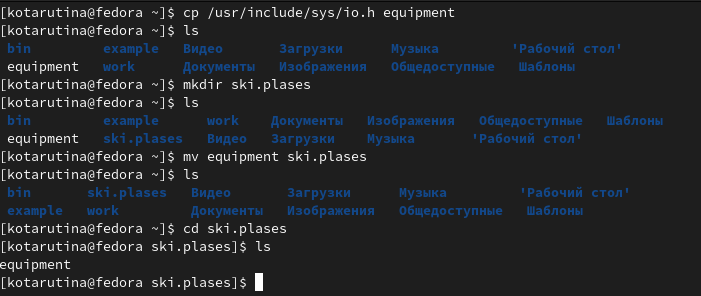 [kotarutina@fedora ~]$ cp /usr/include/sys/io.h equipment
[kotarutina@fedora ~]$ ls
bin example Видео Загрузки Музыка 'Рабочий стол'
equipment work Документы Изображения Общедоступные Шаблоны
[kotarutina@fedora ~]$ mkdir ski.plases
[kotarutina@fedora ~]$ ls
bin example work Документы Изображения Общедоступные Шаблоны
equipment ski.plases Видео Загрузки Музыка 'Рабочий стол'
[kotarutina@fedora ~]$ mv equipment ski.plases
[kotarutina@fedora ~]$ ls
bin ski.plases Видео Загрузки Музыка 'Рабочий стол'
example work Документы Изображения Общедоступные Шаблоны
[kotarutina@fedora ~]$ cd ski.plases
[kotarutina@fedora ski.plases]$ ls
equipment
[kotarutina@fedora ski.plases]$